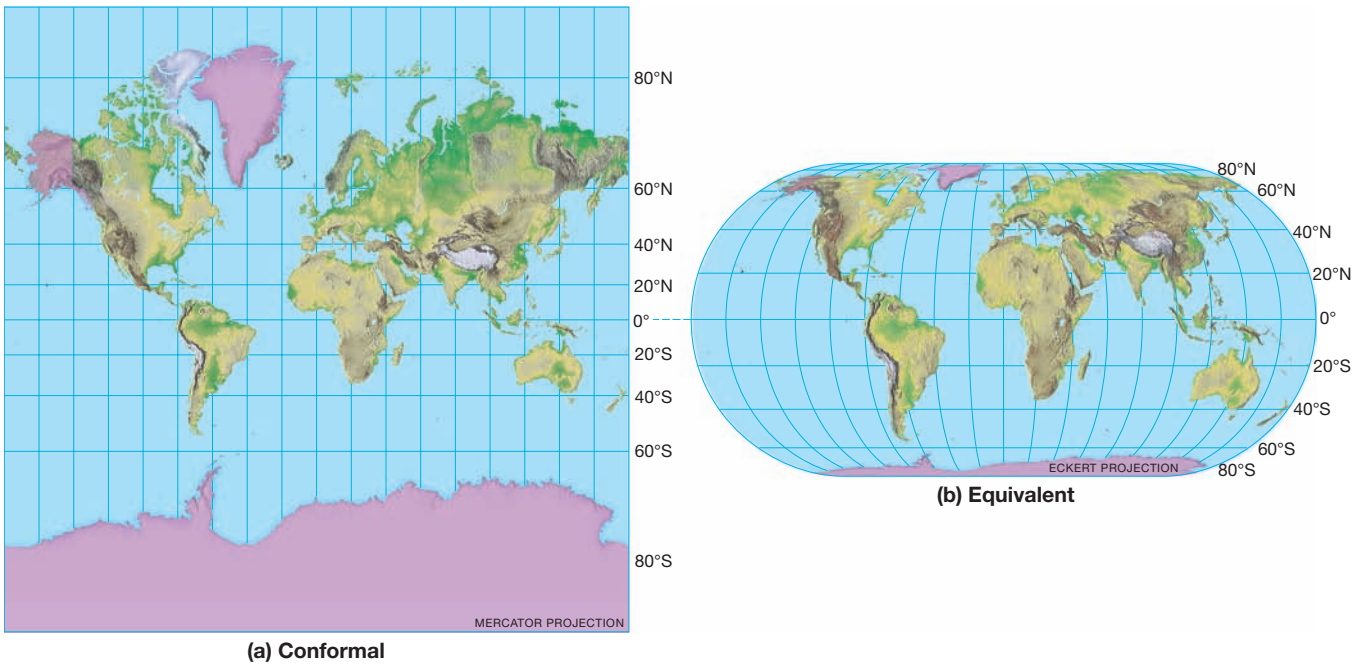 80°N
60°N
40°N
20°N
0°
20°S
40°S
60°S
80°S
MERCATOR PROJECTION
(a) Conformal
80°N
60°N
40°N
20°N
0°
20°S
40°S
60°S
80°S
ECKERT PROJECTION
(b) Equivalent